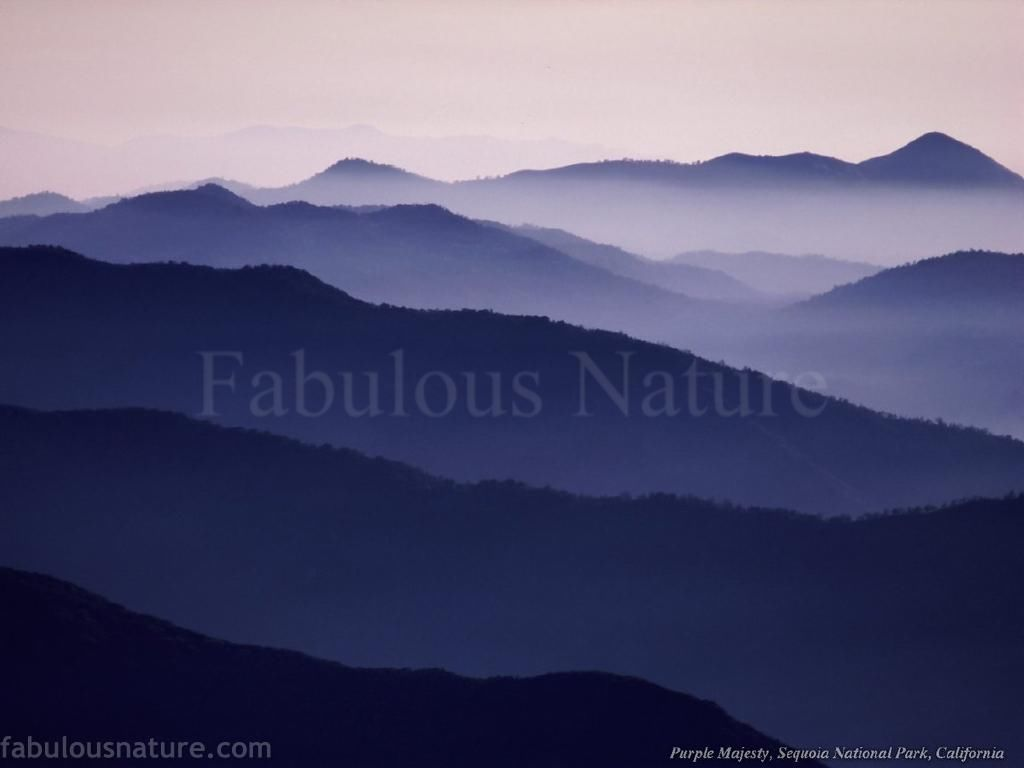 Fabulous Nature
fabulousnature.com
Purple Majesty, Sequoia National Park, California